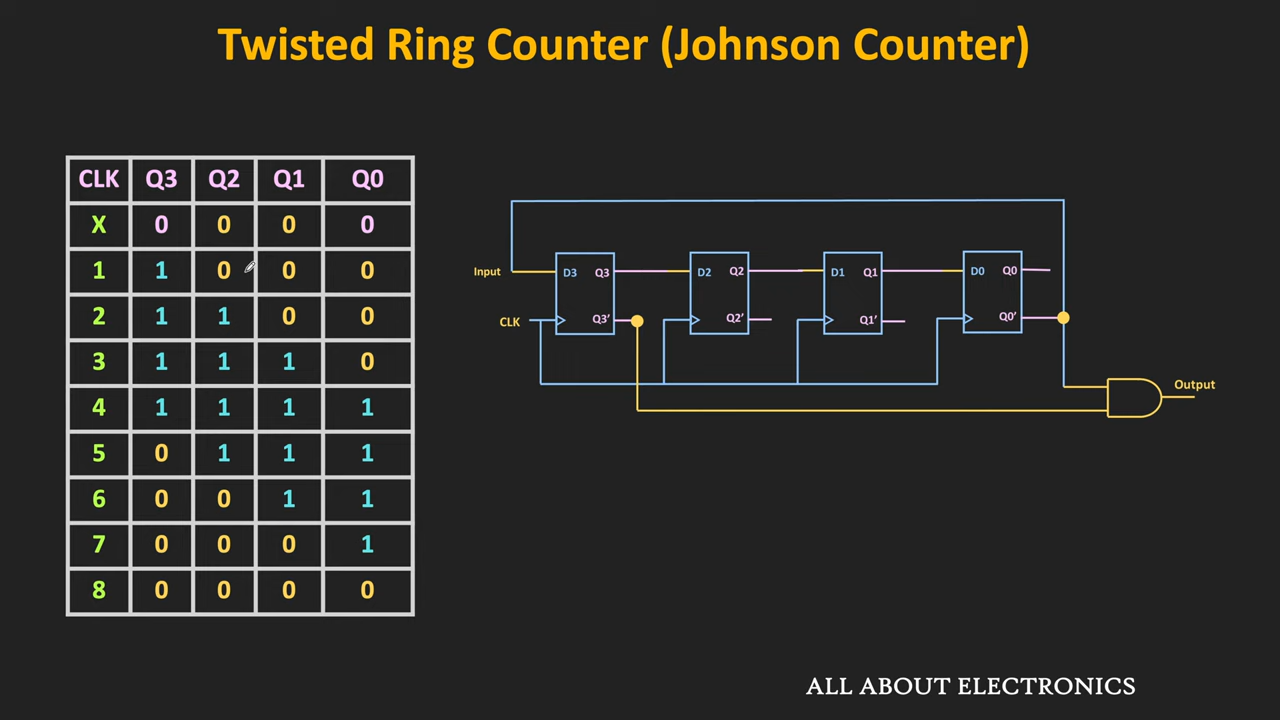 Twisted Ring Counter (Johnson Counter)
CLK Q3 Q2 Q1 Q0
X 0 0 0 0
1 1 0 0 0
2 1 1 0 0
3 1 1 1 0
4 1 1 1 1
5 0 1 1 1
6 0 0 1 1
7 0 0 0 1
8 0 0 0 0
Input D3 Q3 D2 Q2 D1 Q1 D0 Q0
CLK Q3' Q2' Q1' Q0'
Output
ALL ABOUT ELECTRONICS